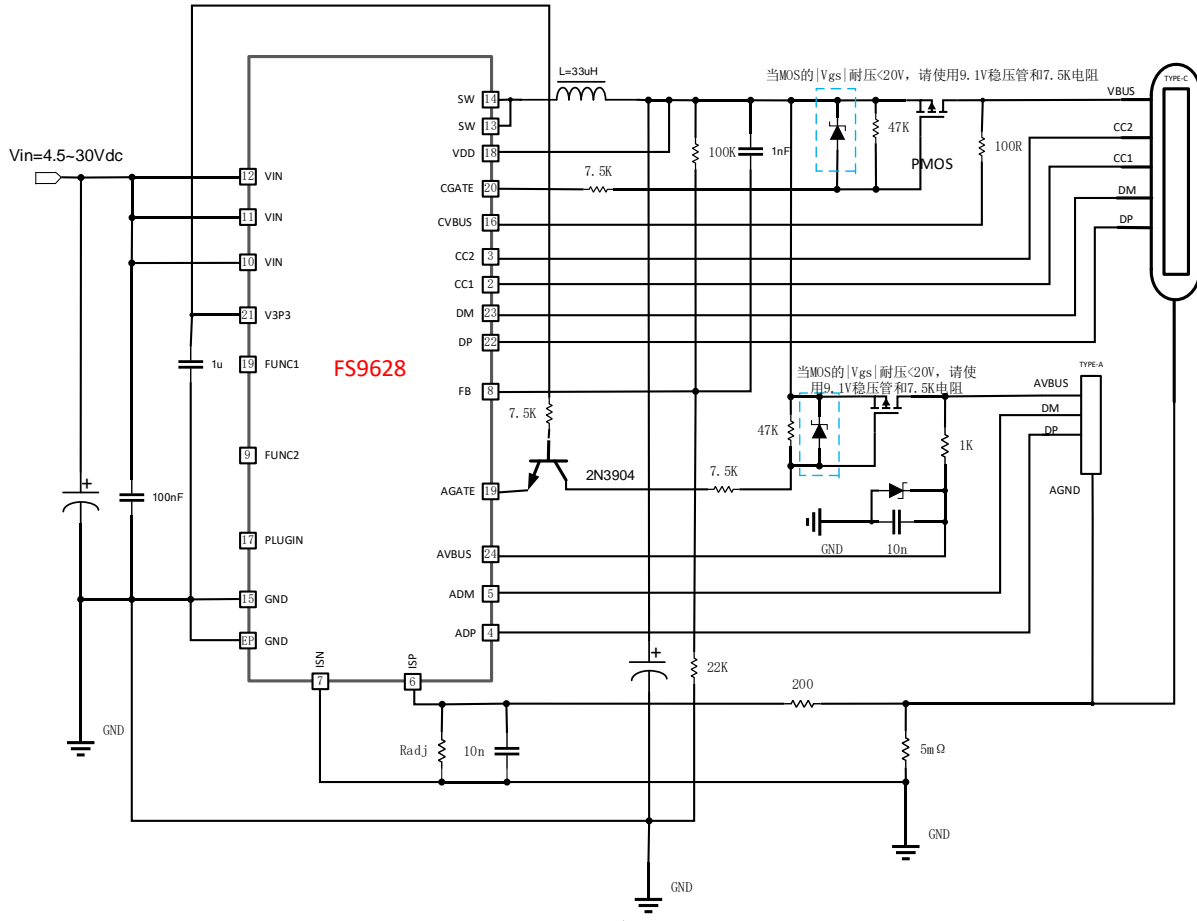 L=33uH
当MOS的|Vgs|耐压<20V，请使用9.1V稳压管和7.5K电阻
TYPE-C
Vin=4.5~30Vdc
SW
14
SW
13
VDD
18
CGATE
20
7.5K
CVBUS
16
CC2
3
CC1
2
DM
23
DP
22
FB
8
AGATE
19
AVBUS
24
ADM
5
ADP
4
12
VIN
11
VIN
10
VIN
21
V3P3
19
FUNC1
9
FUNC2
17
PLUGIN
15
GND
EP
GND
ISN
7
ISP
6
FS9628
1u
100nF
GND
100K
1nF
47K
PMOS
100R
VBUS
CC2
CC1
DM
DP
当MOS的|Vgs|耐压<20V，请使
用9.1V稳压管和7.5K电阻
TYPE-A
AVBUS
DM
DP
AGND
7.5K
2N3904
7.5K
47K
1K
GND
10n
22K
200
Radj
10n
5mΩ
GND
GND